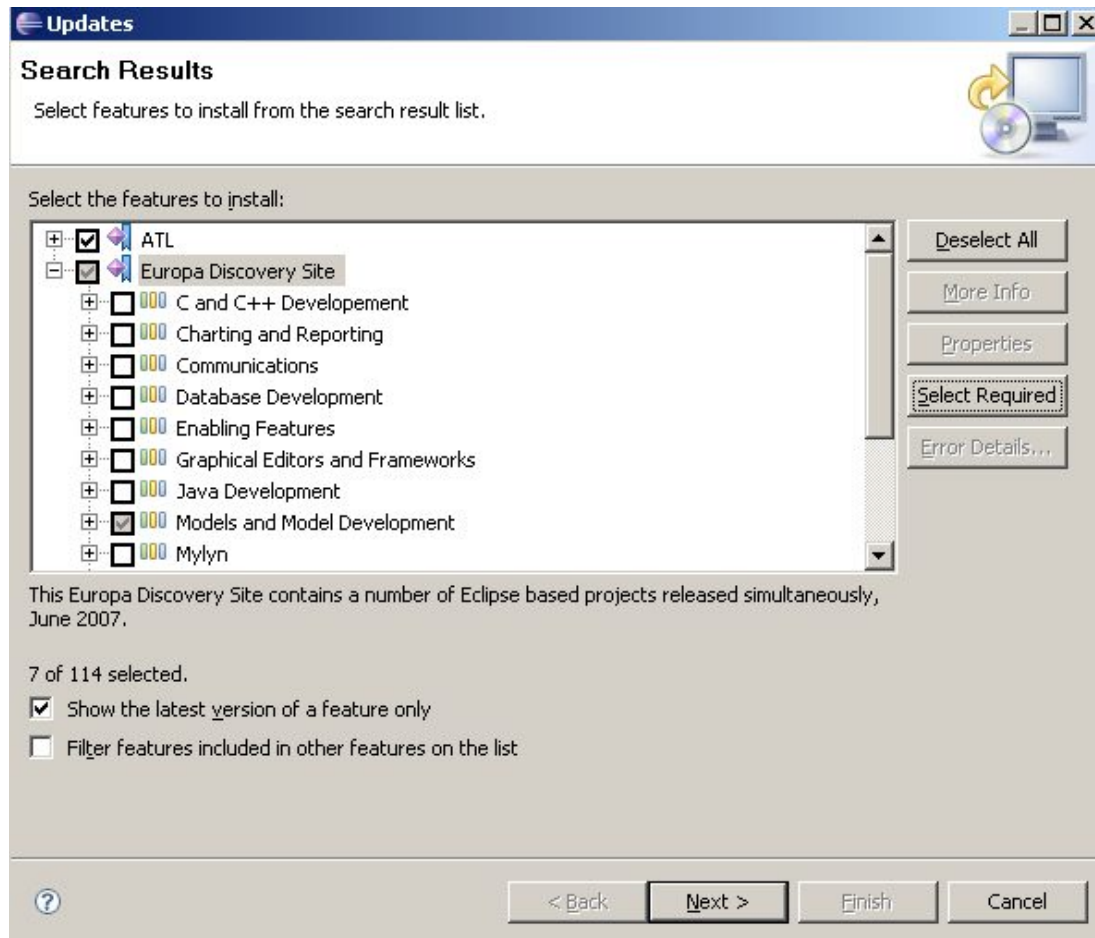 Updates
Search Results
Select features to install from the search result list.
Select the features to install:
ATL
Europa Discovery Site
C and C++ Developement
Charting and Reporting
Communications
Database Development
Enabling Features
Graphical Editors and Frameworks
Java Development
Models and Model Development
Mylyn
Deselect All
More Info
Properties
Select Required
Error Details...
This Europa Discovery Site contains a number of Eclipse based projects released simultaneously,
June 2007.
7 of 114 selected.
Show the latest version of a feature only
Filter features included in other features on the list
?
< Back
Next >
Finish
Cancel